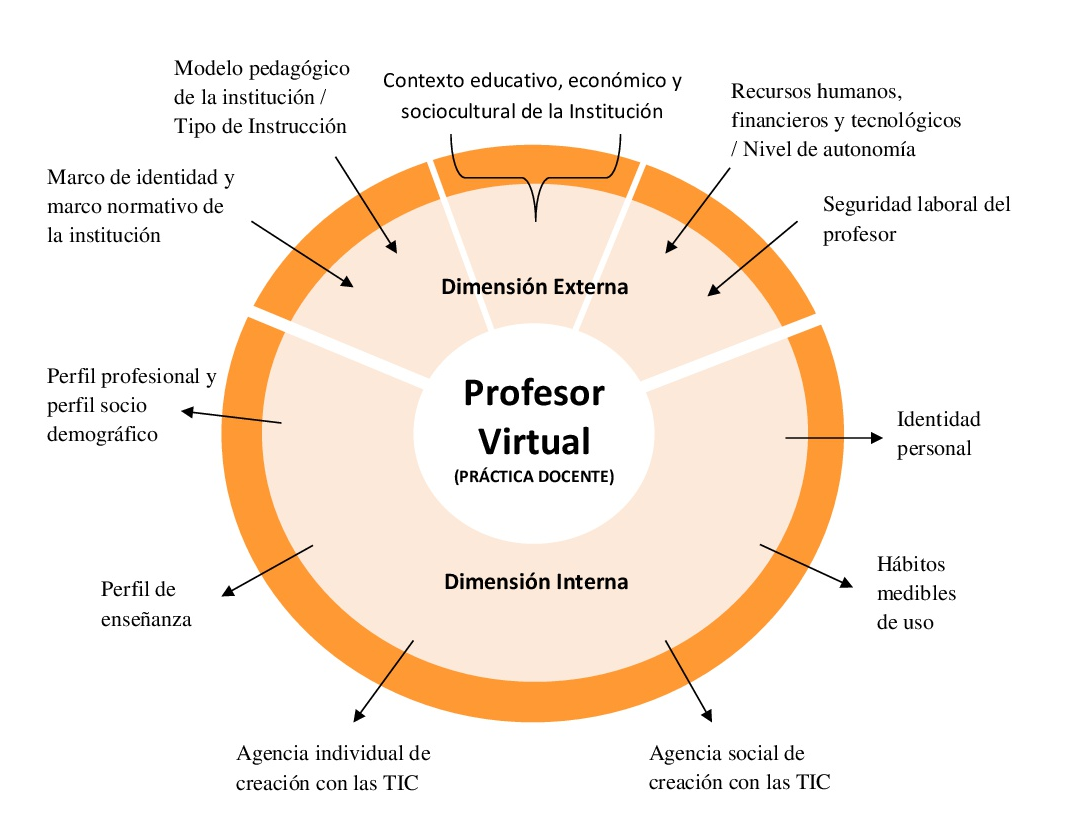 Modelo pedagógico
de la institución /
Tipo de Instrucción
Contexto educativo, económico y
sociocultural de la Institución
Recursos humanos,
financieros y tecnológicos
/ Nivel de autonomía
Marco de identidad y
marco normativo de
la institución
Seguridad laboral del
profesor
Dimensión Externa
Perfil profesional y
perfil socio
demográfico
Profesor
Virtual
(PRÁCTICA DOCENTE)
Identidad
personal
Perfil de
enseñanza
Dimensión Interna
Hábitos
medibles
de uso
Agencia individual de
creación con las TIC
Agencia social de
creación con las TIC